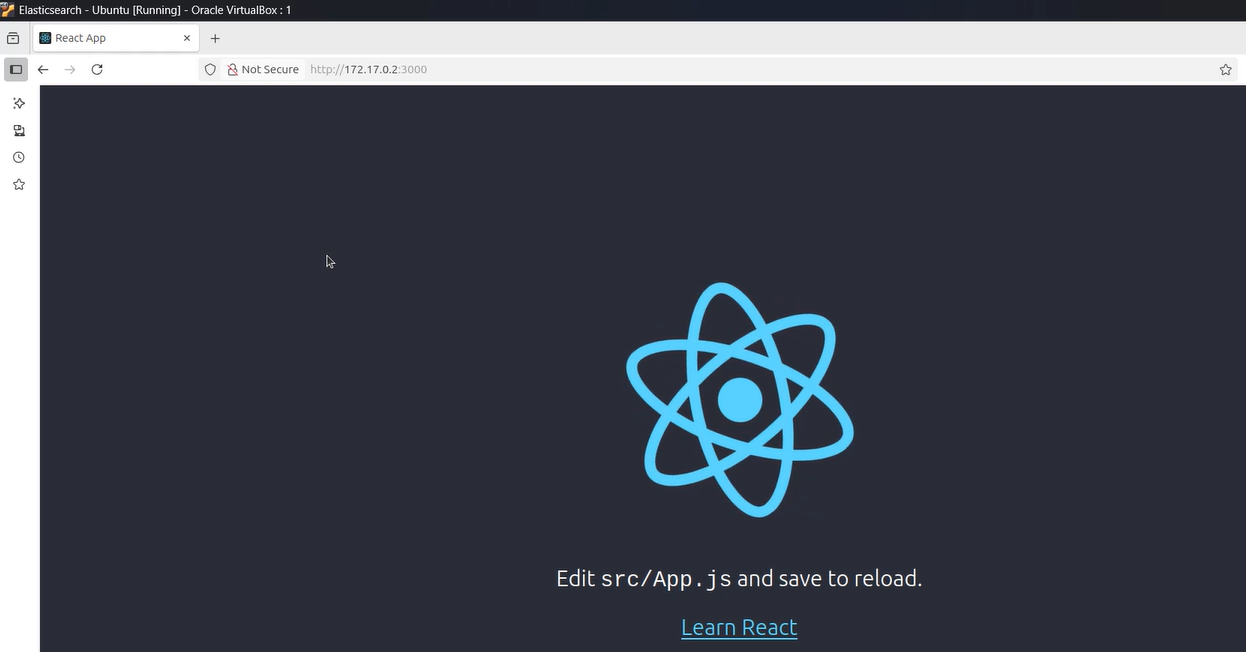 Elasticsearch - Ubuntu [Running] - Oracle VirtualBox : 1
React App
Not Secure http://172.17.0.2:3000
Edit src/App.js and save to reload.
Learn React